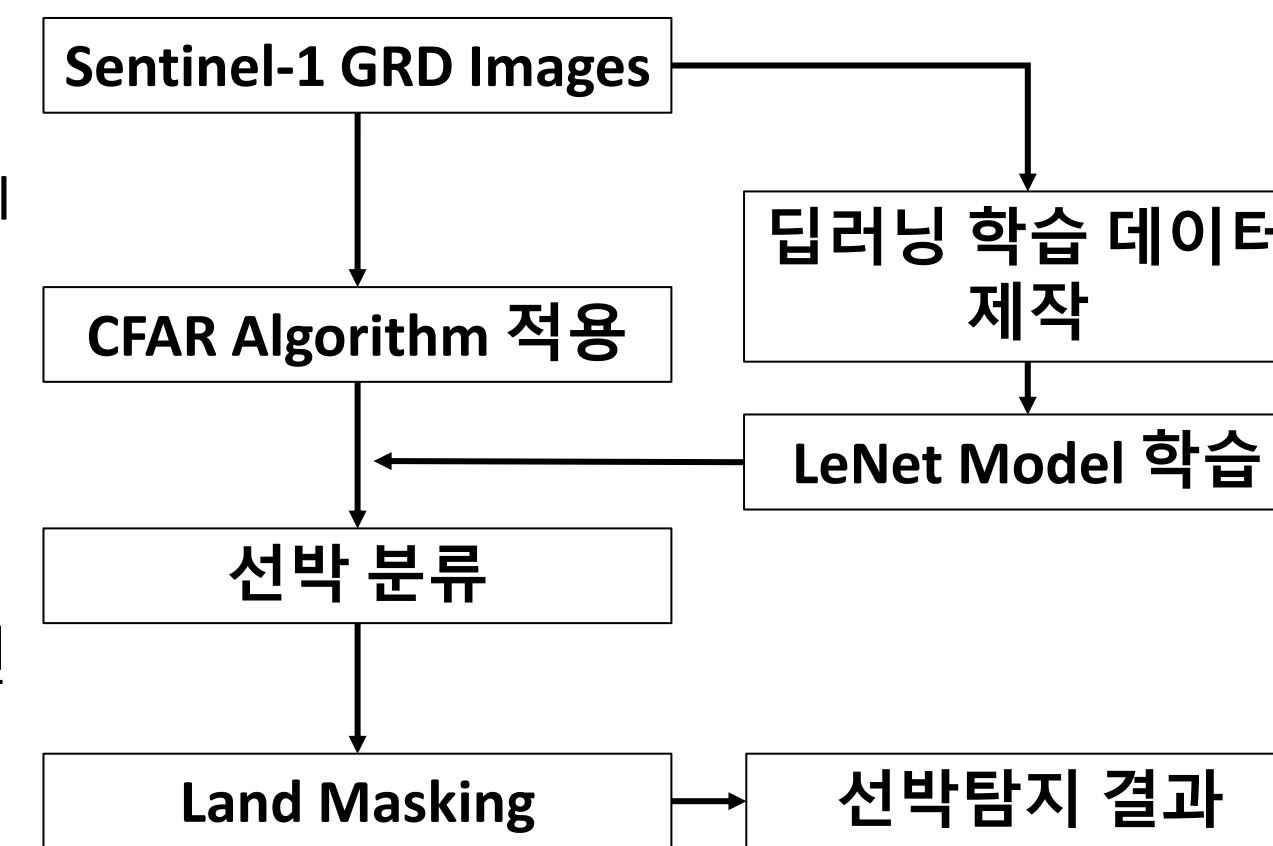 Sentinel-1 GRD Images
딥러닝 학습 데이터
제작
CFAR Algorithm 적용
LeNet Model 학습
선박 분류
Land Masking
선박탐지 결과